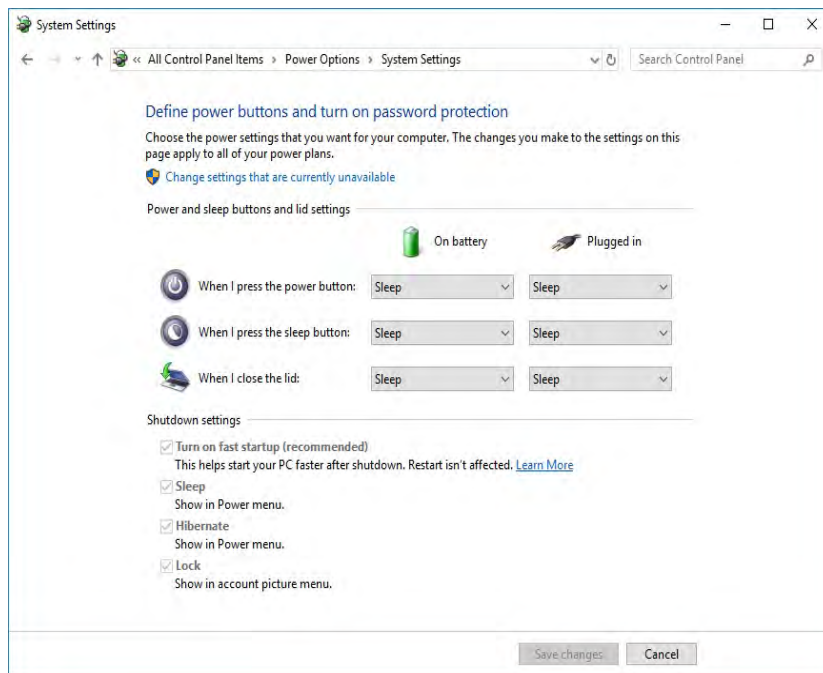 System Settings
« All Control Panel Items › Power Options › System Settings
Search Control Panel
Define power buttons and turn on password protection
Choose the power settings that you want for your computer. The changes you make to the settings on this
page apply to all of your power plans.
Change settings that are currently unavailable
Power and sleep buttons and lid settings
On battery Plugged in
When I press the power button: Sleep Sleep
When I press the sleep button: Sleep Sleep
When I close the lid: Sleep Sleep
Shutdown settings
Turn on fast startup (recommended)
This helps start your PC faster after shutdown. Restart isn't affected. Learn More
Sleep
Show in Power menu.
Hibernate
Show in Power menu.
Lock
Show in account picture menu.
Save changes Cancel